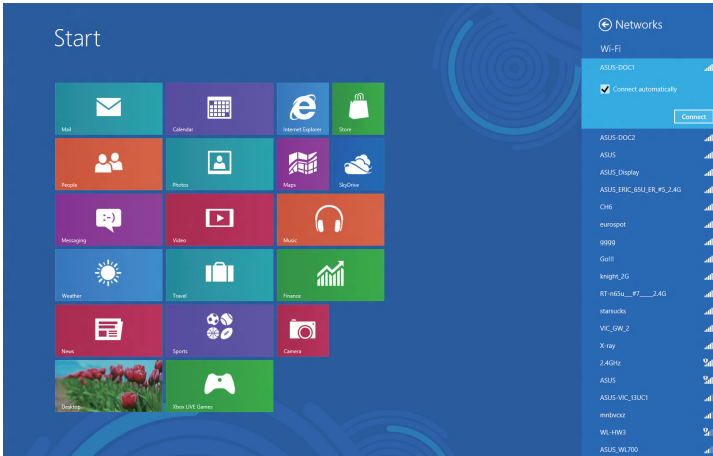 Start
Mail
Calendar
Internet Explorer
Store
People
Photos
Maps
SkyDrive
Messaging
Video
Music
Weather
Travel
Finance
News
Sports
Camera
Desktop
Xbox LIVE Games
Networks
Wi-Fi
ASUS-DOC1
Connect automatically
Connect
ASUS-DOC2
ASUS
ASUS_Display
ASUS_ERIC_65U_ER_#5_2.4G
CH6
eurospot
9999
Go!!!
knight_2G
RT-n65u__#7____2.4G
starsucks
VIC_GW_2
X-ray
2.4GHz
ASUS
ASUS-VIC_13UC1
mnbvcxz
WL-HW3
ASUS_WL700